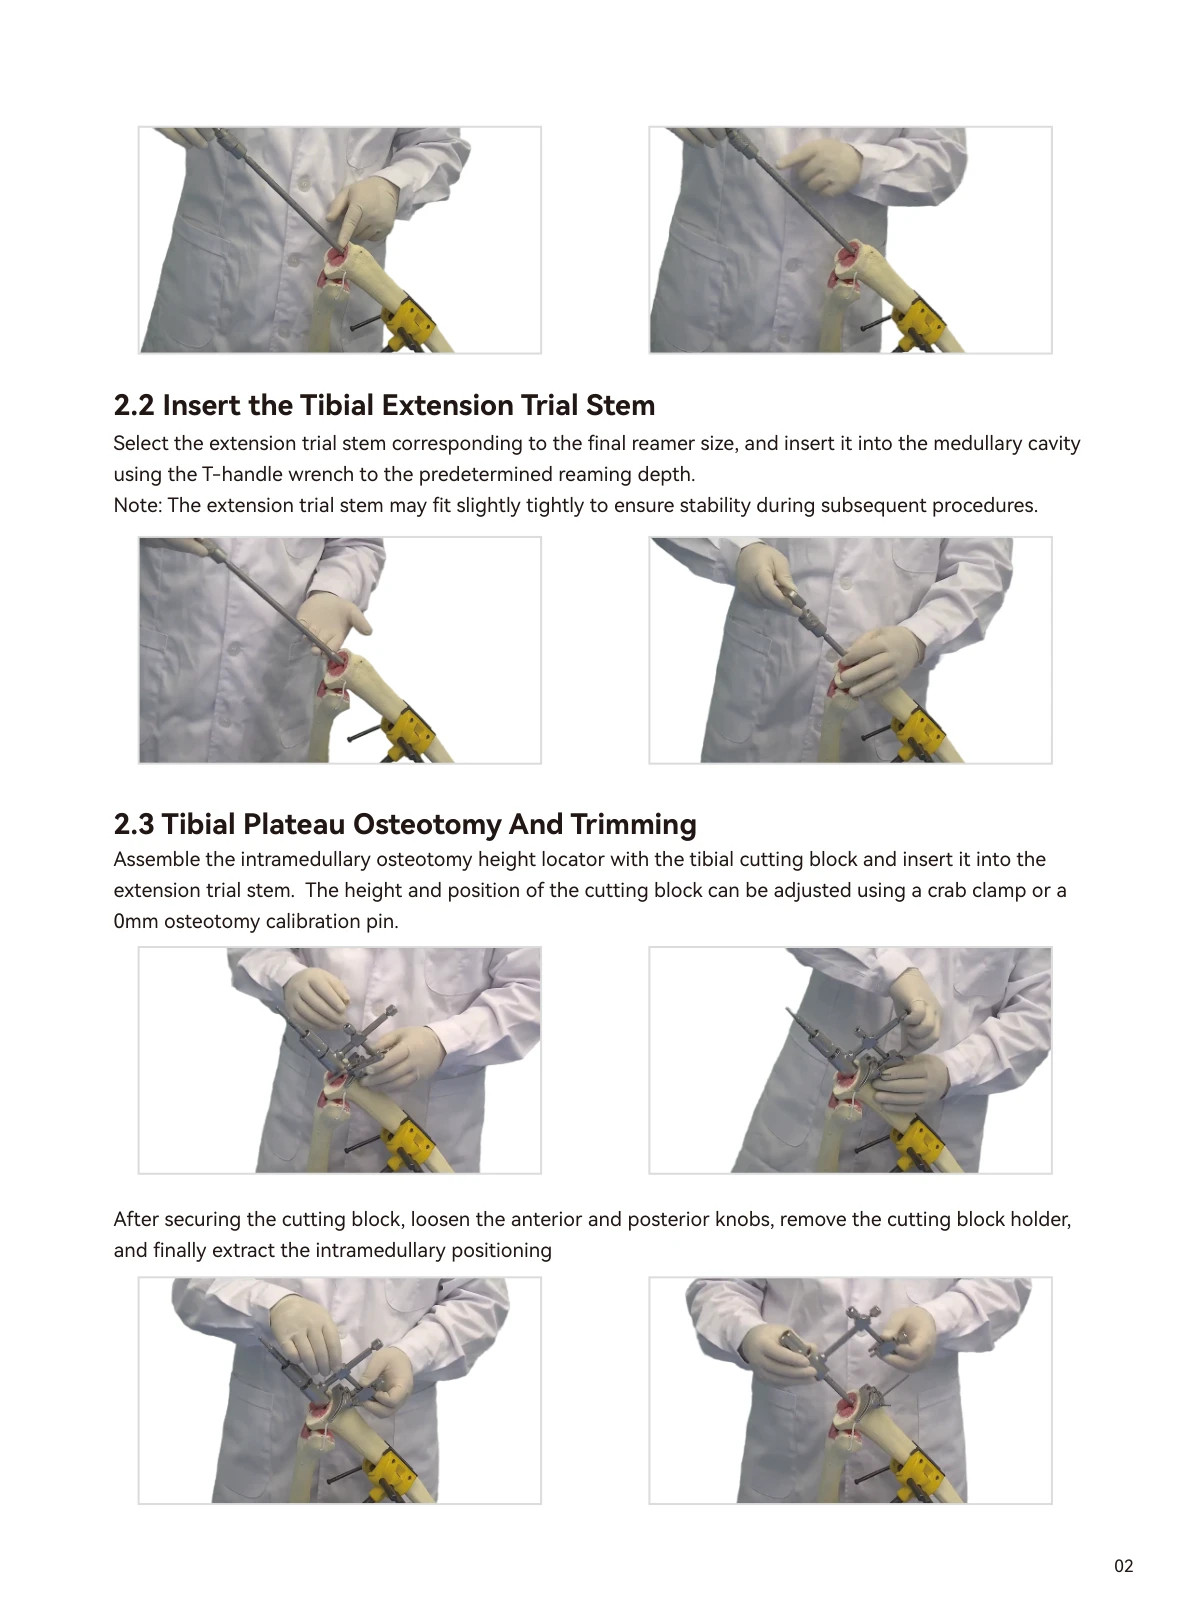 2.2 Insert the Tibial Extension Trial Stem
Select the extension trial stem corresponding to the final reamer size, and insert it into the medullary cavity
using the T-handle wrench to the predetermined reaming depth.
Note: The extension trial stem may fit slightly tightly to ensure stability during subsequent procedures.
2.3 Tibial Plateau Osteotomy And Trimming
Assemble the intramedullary osteotomy height locator with the tibial cutting block and insert it into the
extension trial stem.  The height and position of the cutting block can be adjusted using a crab clamp or a
0mm osteotomy calibration pin.
After securing the cutting block, loosen the anterior and posterior knobs, remove the cutting block holder,
and finally extract the intramedullary positioning
02